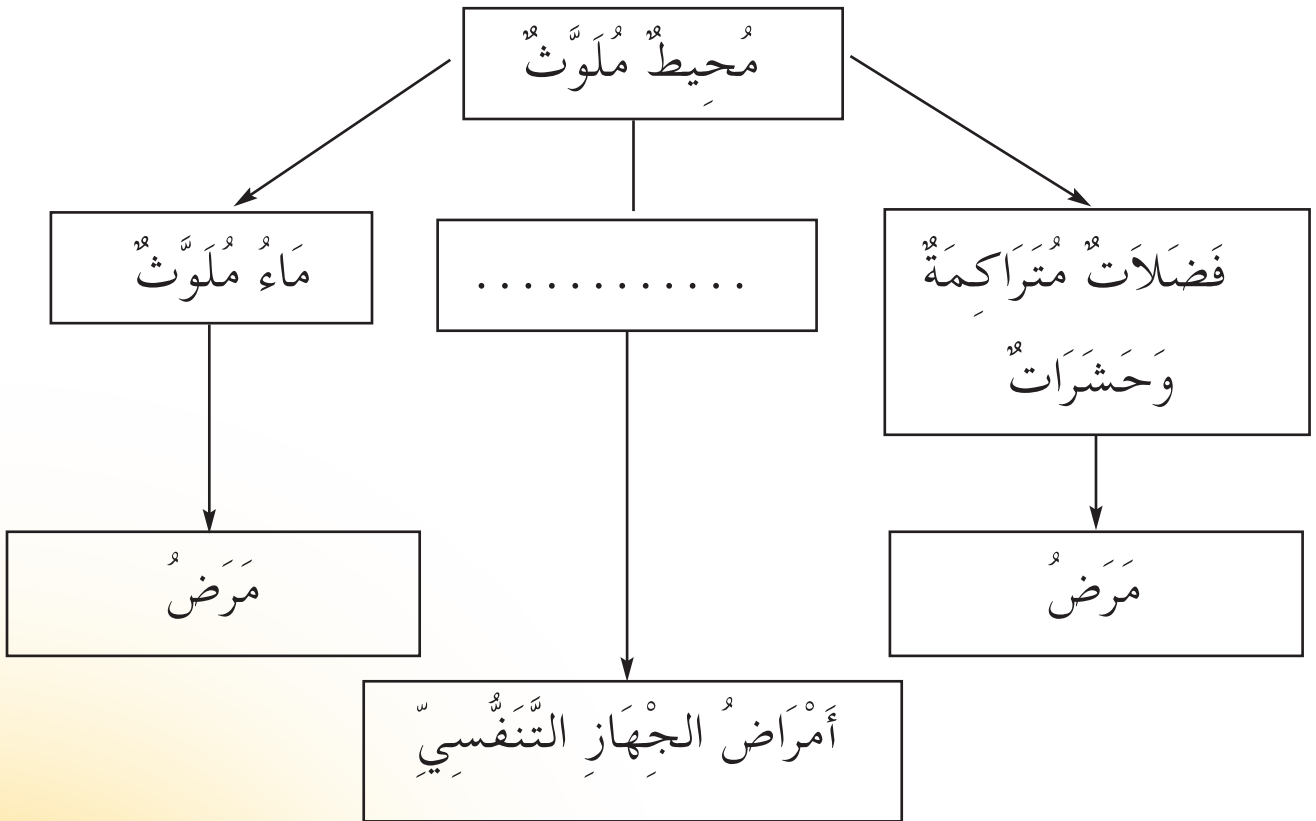 مُحِيطٌ مُلَوَّثٌ
فَضَلاَتٌ مُتَرَاكِمَةٌ
وَحَشَرَاتٌ
............
مَاءُ مُلَوَّثٌ
مَرَضُ
مَرَضُ
أَمْرَاضُ الجِْهَازِ التَّنَفُّسِيِّ